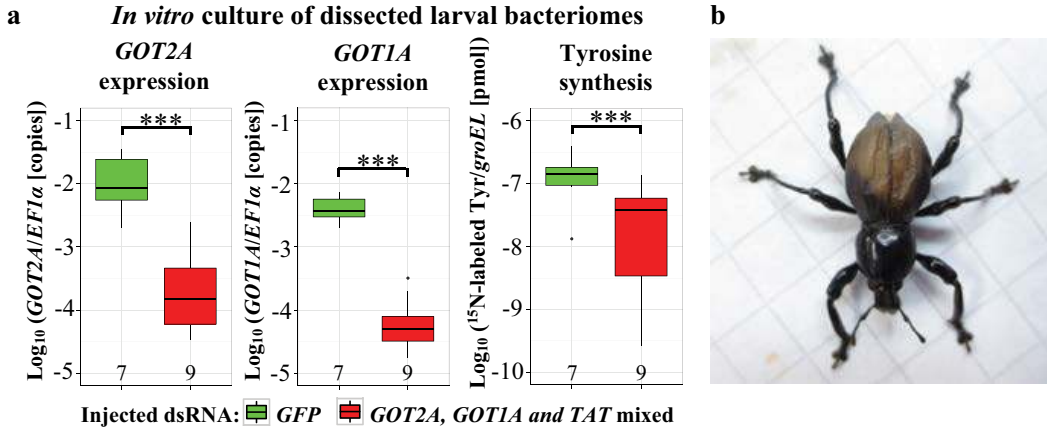 a
In vitro culture of dissected larval bacteriomes
b
GOT2A
expression
Log₁₀ (GOT2A/EF1α [copies])
-1
-2
-3
-4
-5
***
7 9
GOT1A
expression
Log₁₀ (GOT1A/EF1α [copies])
-1
-2
-3
-4
-5
***
7 9
Tyrosine
synthesis
Log₁₀ (¹⁵N-labeled Tyr/groEL [pmol])
-6
-7
-8
-9
-10
***
7 9
Injected dsRNA: GFP GOT2A, GOT1A and TAT mixed